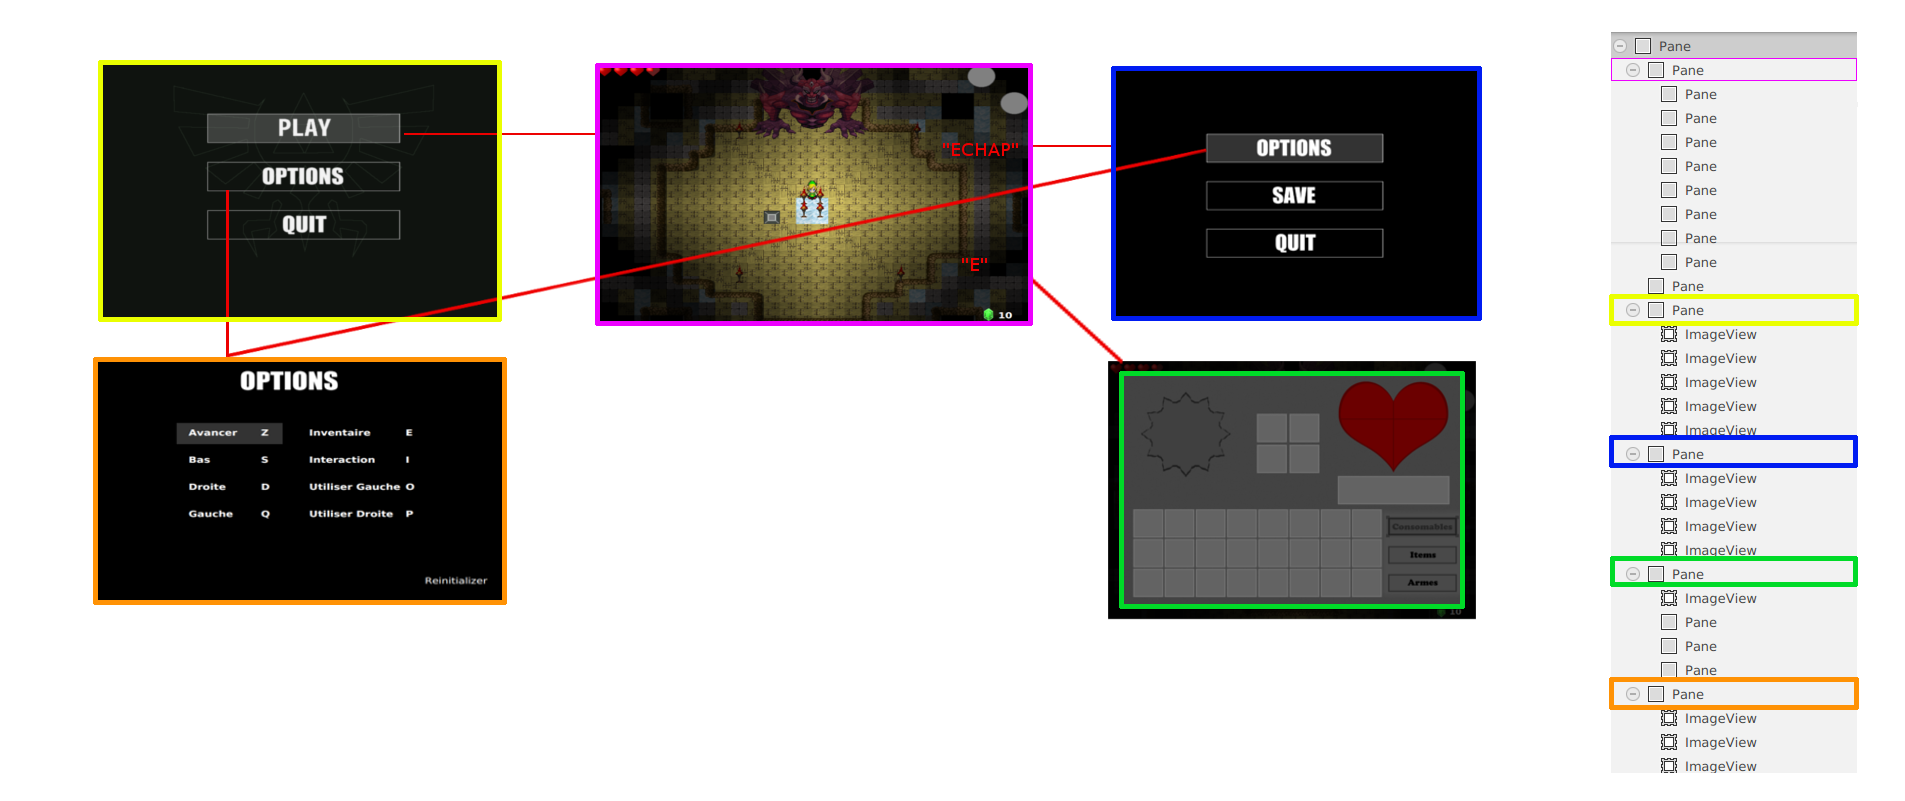 PLAY
OPTIONS
QUIT
"ECHAP"
"E"
10
OPTIONS
SAVE
QUIT
OPTIONS
Avancer Z Inventaire E
Bas S Interaction I
Droite D Utiliser Gauche O
Gauche Q Utiliser Droite P
Reinitializer
Consomables
Items
Armes
10
Pane
Pane
Pane
Pane
Pane
Pane
Pane
Pane
Pane
Pane
Pane
Pane
ImageView
ImageView
ImageView
ImageView
ImageView
Pane
ImageView
ImageView
ImageView
ImageView
Pane
ImageView
Pane
Pane
Pane
Pane
ImageView
ImageView
ImageView